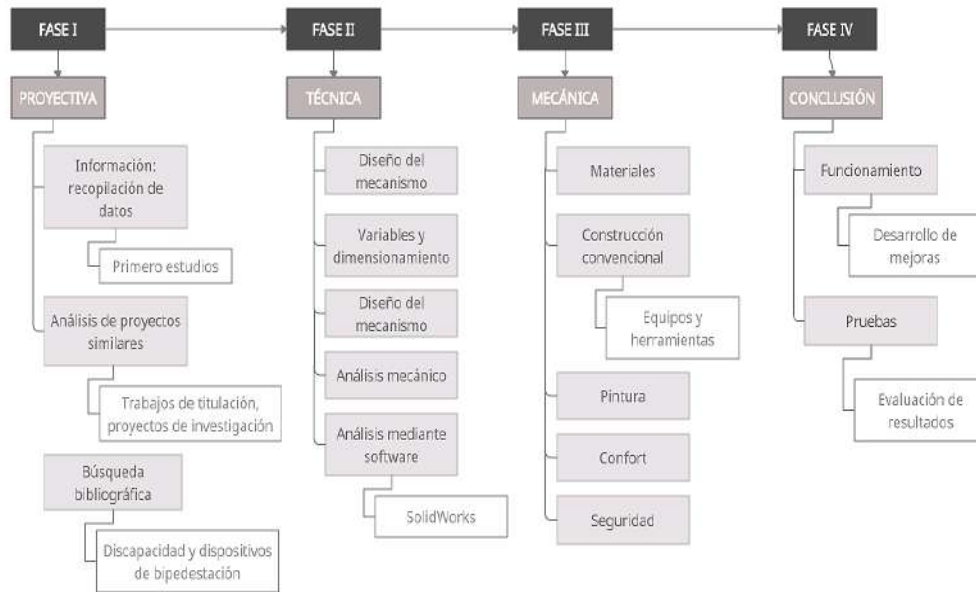 FASE I
FASE II
FASE III
FASE IV
PROYECTIVA
TÉCNICA
MECÁNICA
CONCLUSIÓN
Información:
recopilación de
datos
Primero estudios
Análisis de proyectos
similares
Trabajos de titulación,
proyectos de investigación
Búsqueda
bibliográfica
Discapacidad y dispositivos
de bipedestación
Diseño del
mecanismo
Variables y
dimensionamiento
Diseño del
mecanismo
Análisis mecánico
Análisis mediante
software
SolidWorks
Materiales
Construcción
convencional
Equipos y
herramientas
Pintura
Confort
Seguridad
Funcionamiento
Desarrollo de
mejoras
Pruebas
Evaluación de
resultados